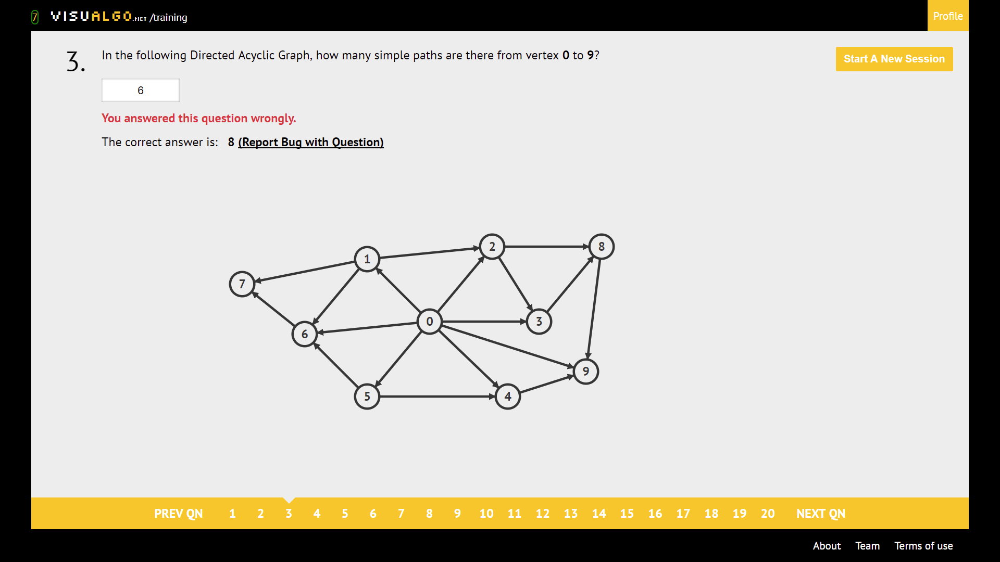 7 VISUALGO.NET /training
Profile
3. In the following Directed Acyclic Graph, how many simple paths are there from vertex 0 to 9?
Start A New Session
6
You answered this question wrongly.
The correct answer is: 8 (Report Bug with Question)
2
8
1
7
0
3
6
9
5
4
PREV QN 1 2 3 4 5 6 7 8 9 10 11 12 13 14 15 16 17 18 19 20 NEXT QN
About Team Terms of use